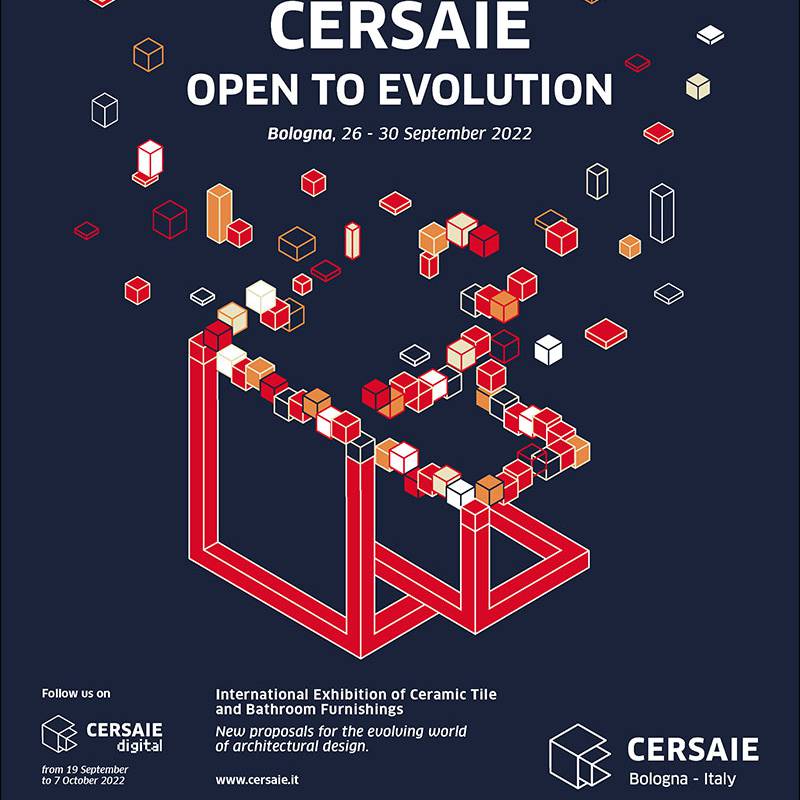 CERSAIE
OPEN TO EVOLUTION
Bologna, 26 - 30 September 2022
Follow us on
CERSAIE
digital
from 19 September
to 7 October 2022
International Exhibition of Ceramic Tile
and Bathroom Furnishings
New proposals for the evolving world
of architectural design.
www.cersaie.it
CERSAIE
Bologna - Italy